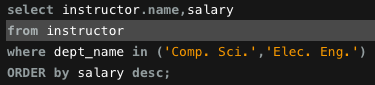 select instructor.name,salary
from instructor
where dept_name in ('Comp. Sci.','Elec. Eng.')
ORDER by salary desc;